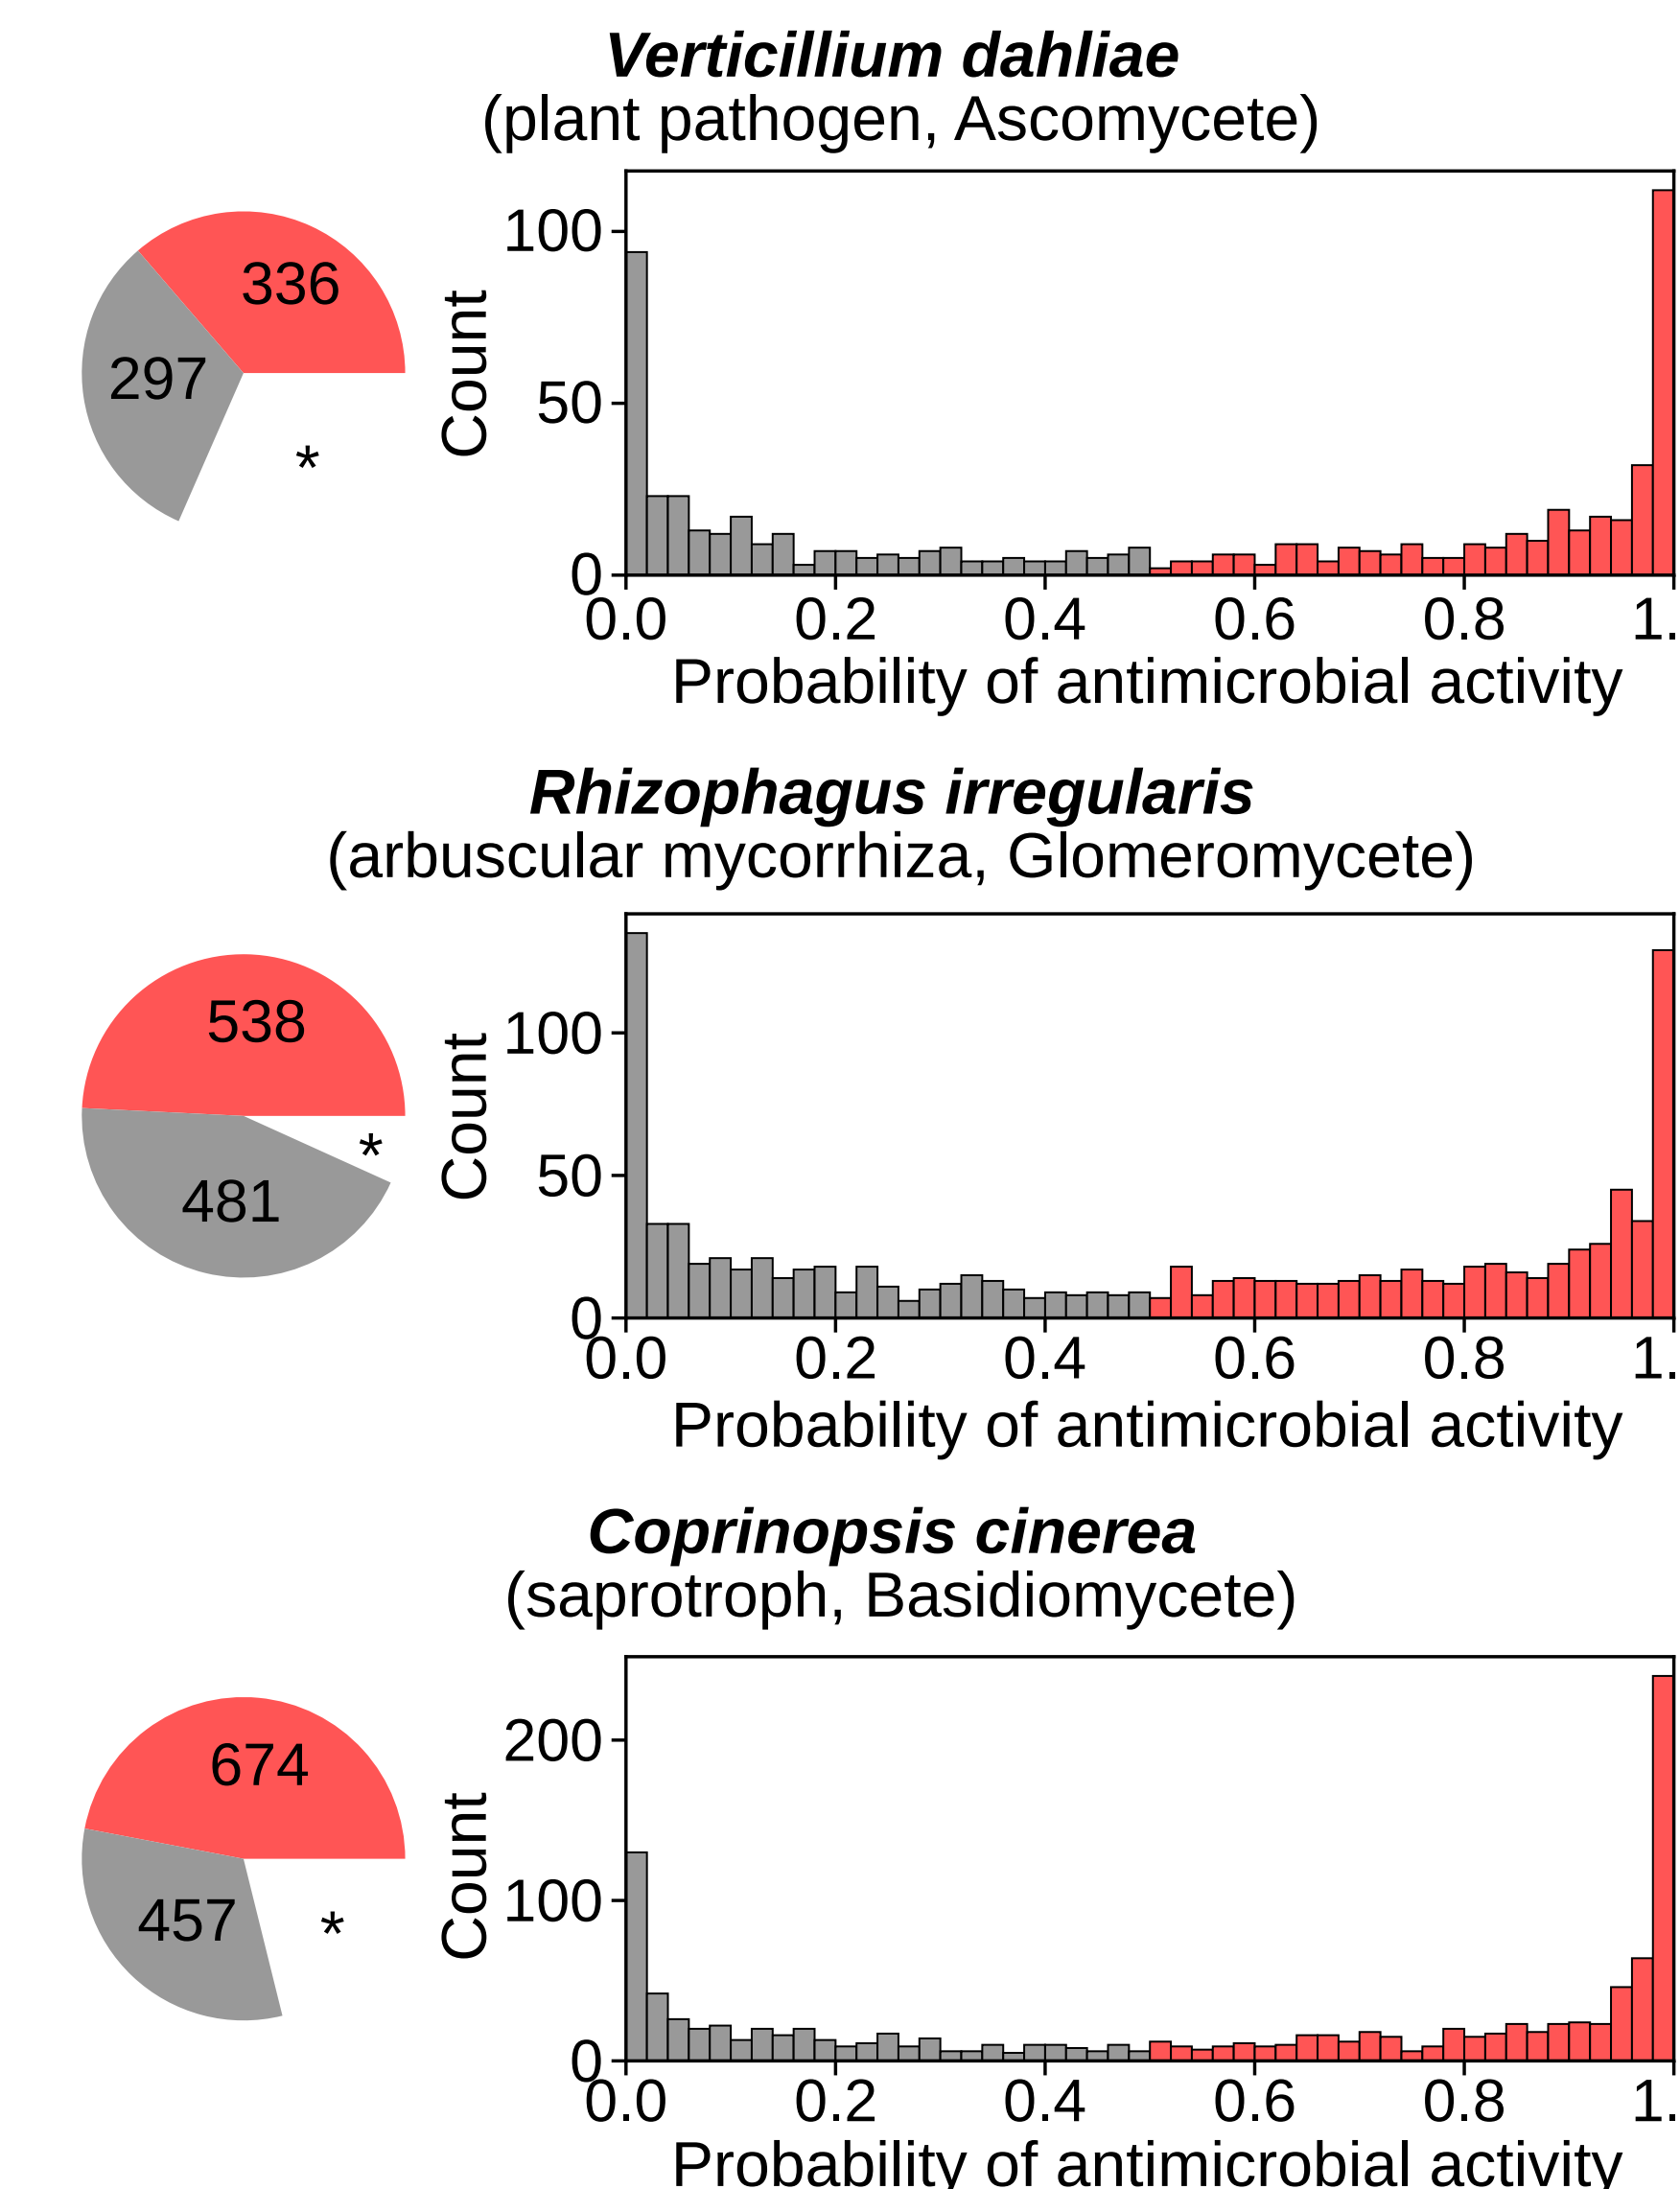 Verticillium dahliae
(plant pathogen, Ascomycete)
336
297
*
Count
100
50
0
0.0 0.2 0.4 0.6 0.8 1.
Probability of antimicrobial activity
Rhizophagus irregularis
(arbuscular mycorrhiza, Glomeromycete)
538
481
*
Count
100
50
0
0.0 0.2 0.4 0.6 0.8 1.
Probability of antimicrobial activity
Coprinopsis cinerea
(saprotroph, Basidiomycete)
674
457
*
Count
200
100
0
0.0 0.2 0.4 0.6 0.8 1.
Probability of antimicrobial activity